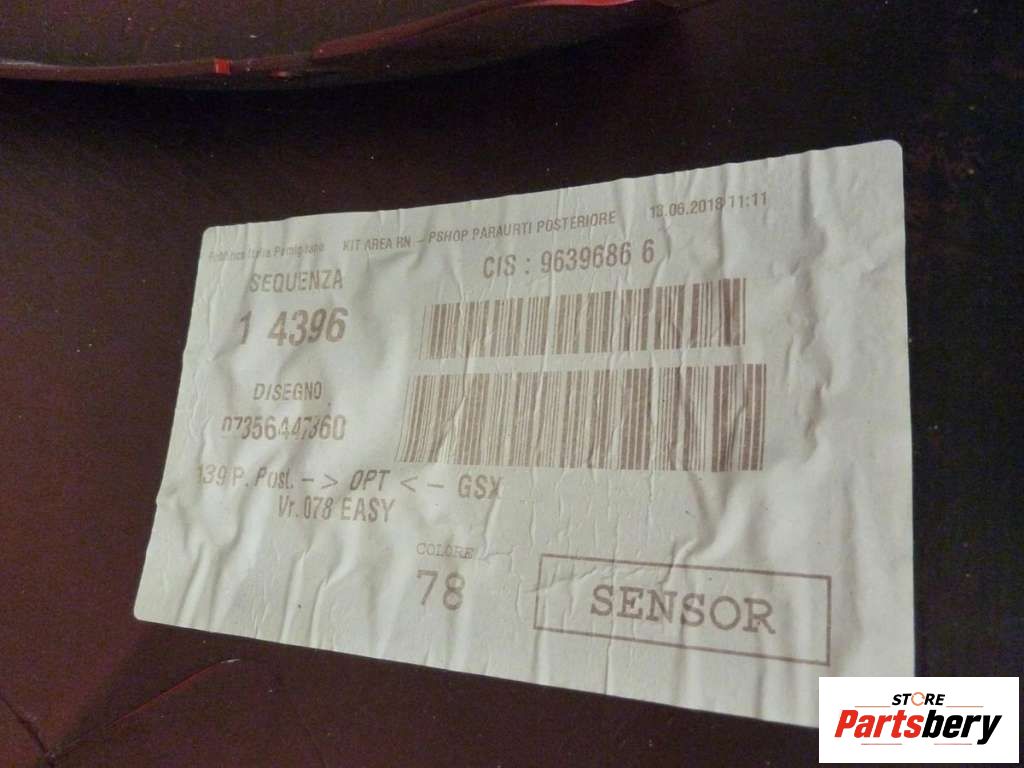 KIT AREA RN - PSHOP PARAURTI POSTERIORE 13.06.2018 11:11
SEQUENZA
CIS : 9639686 6
1 4396
DISEGNO
07356447360
139 P. Post. --> OPT <-- GSX
Vr. 078 EASY
COLORE
78
SENSOR
STORE
Partsbery